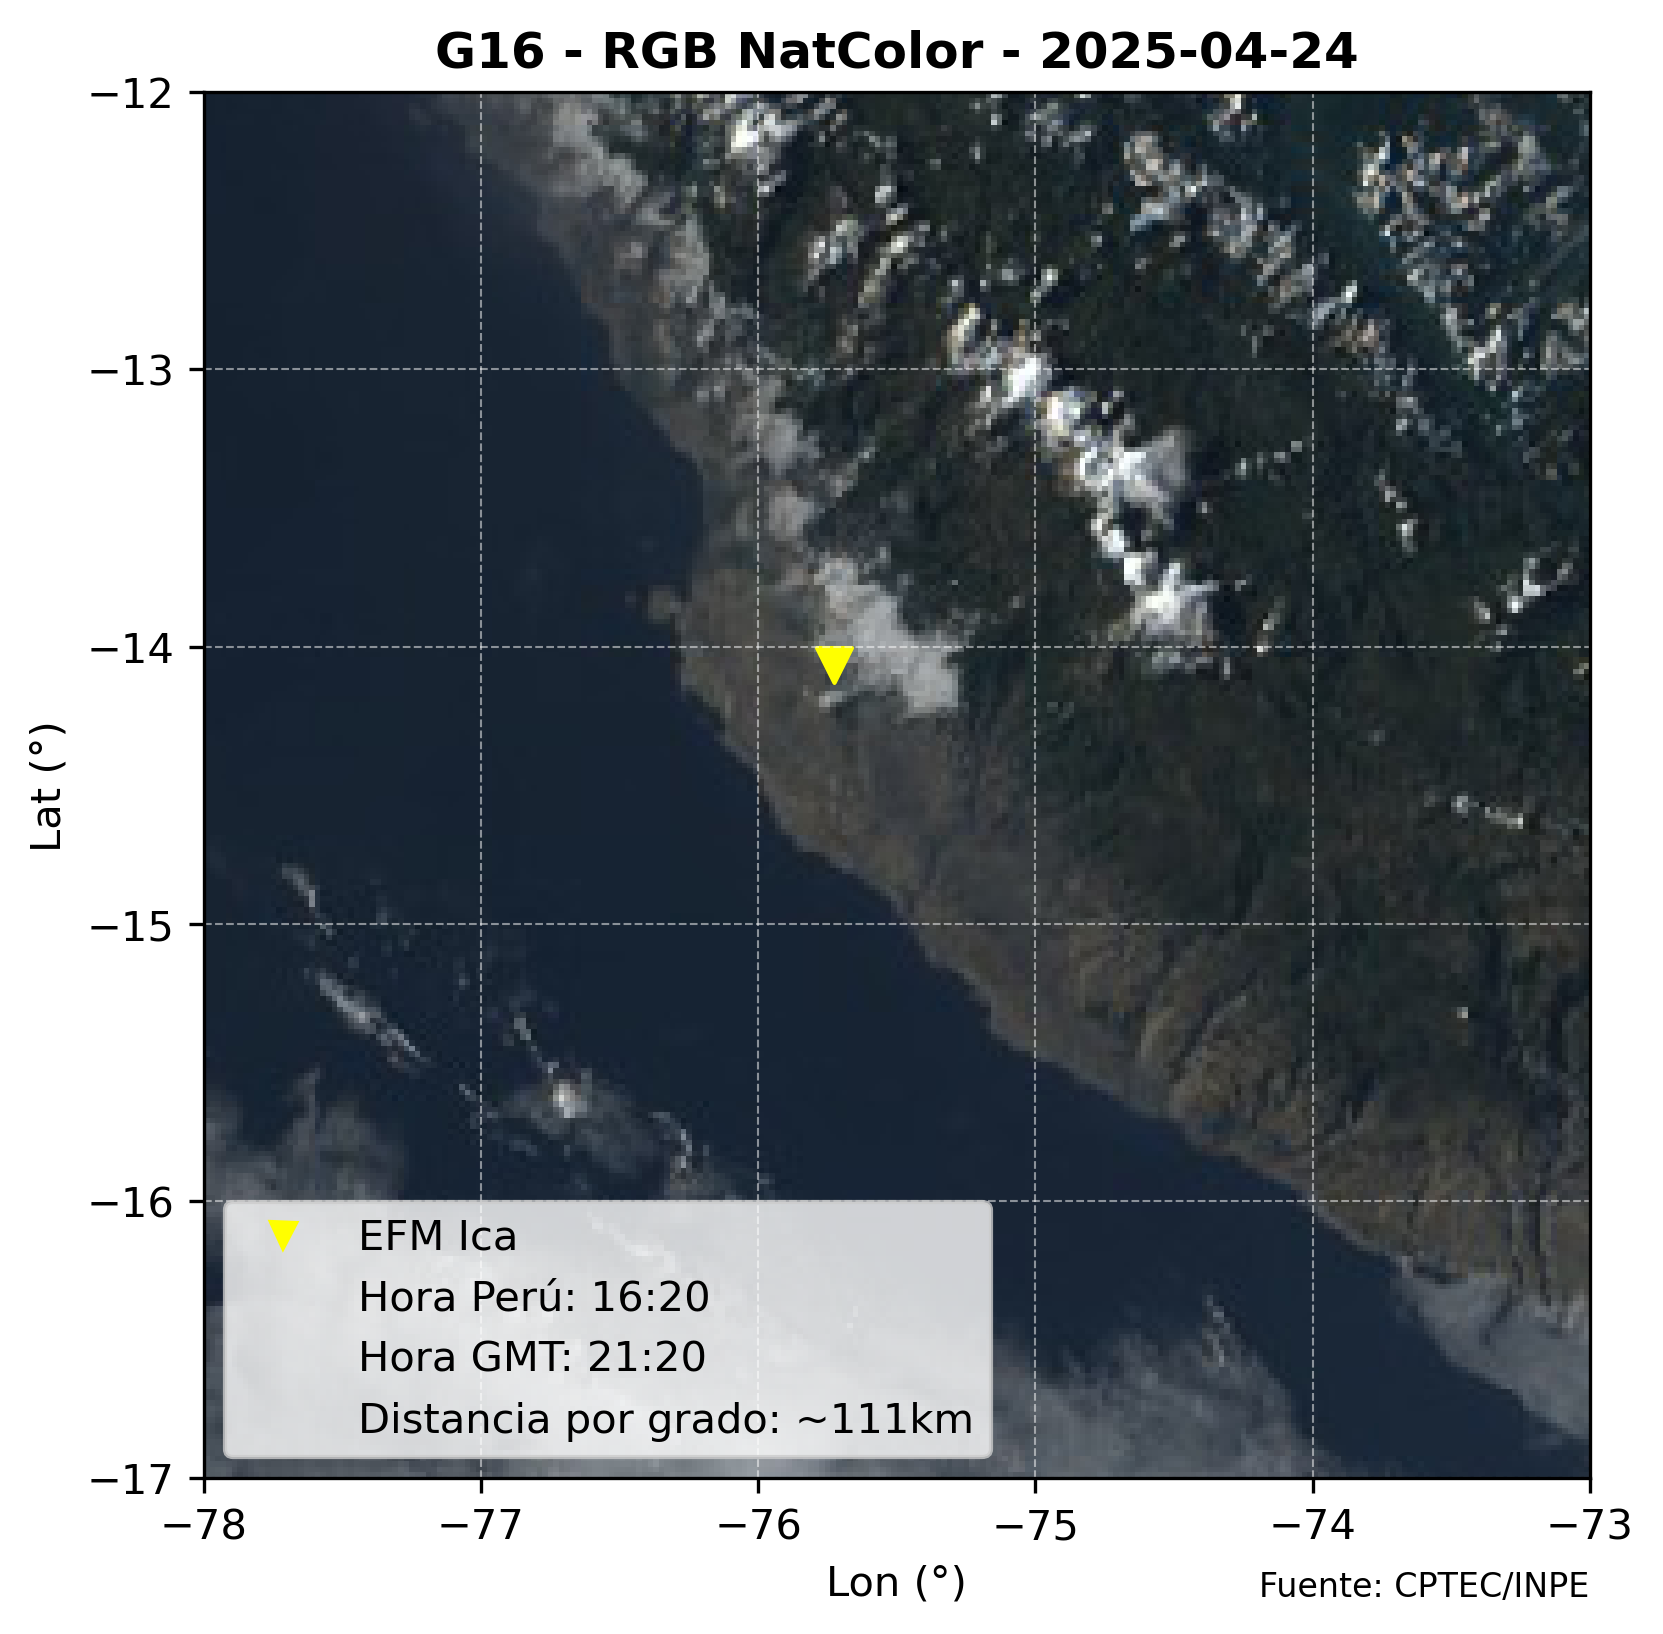 G16 - RGB NatColor - 2025-04-24
−12
−13
−14
−15
−16
−17
Lat (°)
EFM Ica
Hora Perú: 16:20
Hora GMT: 21:20
Distancia por grado: ~111km
−78 −77 −76 −75 −74 −73
Lon (°)
Fuente: CPTEC/INPE